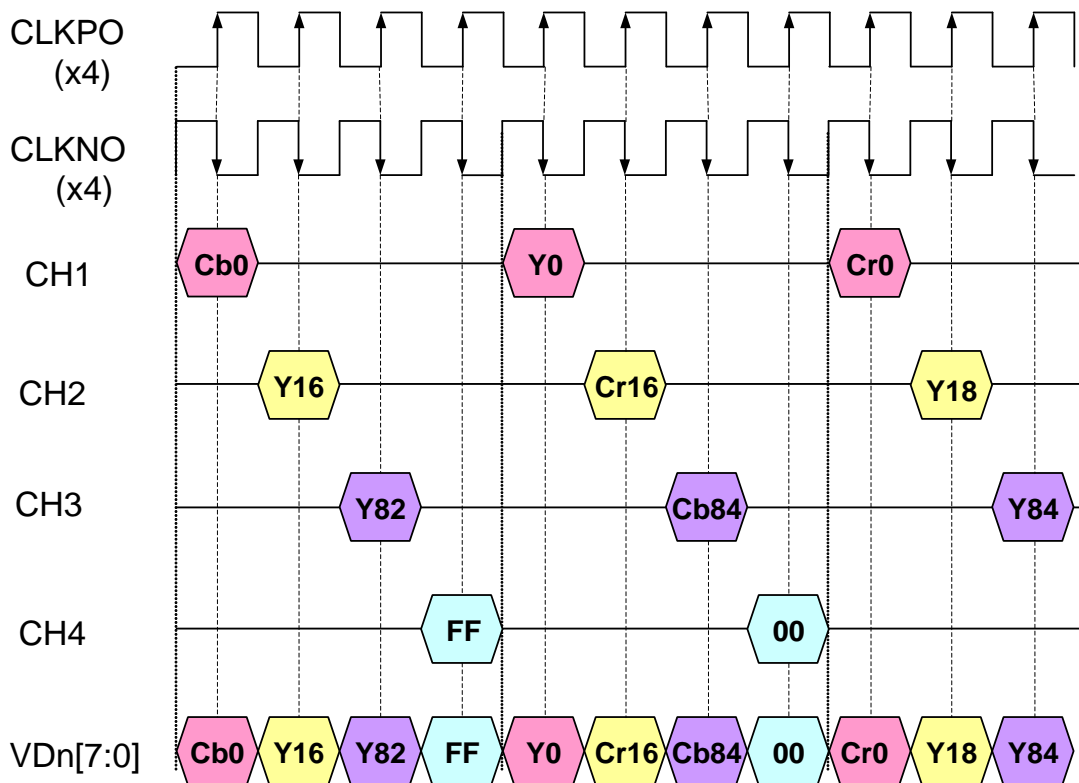 CLKPO
(x4)
CLKNO
(x4)
CH1 Cb0 Y0 Cr0
CH2 Y16 Cr16 Y18
CH3 Y82 Cb84 Y84
CH4 FF 00
VDn[7:0] Cb0 Y16 Y82 FF Y0 Cr16 Cb84 00 Cr0 Y18 Y84